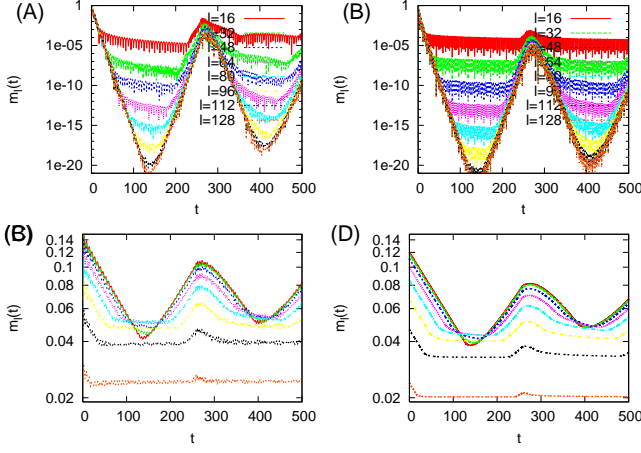 (A)
1
1e-05
1e-10
1e-15
1e-20
m_l(t)
0 100 200 300 400 500
t
l=16
l=32
l=48
l=64
l=80
l=96
l=112
l=128
(B)
1
1e-05
1e-10
1e-15
1e-20
m_l(t)
0 100 200 300 400 500
t
l=16
l=32
l=48
l=64
l=112
l=128
(B)
0.14
0.12
0.1
0.08
0.06
0.04
0.02
m_l(t)
0 100 200 300 400 500
t
(D)
0.14
0.12
0.1
0.08
0.06
0.04
0.02
m_l(t)
0 100 200 300 400 500
t